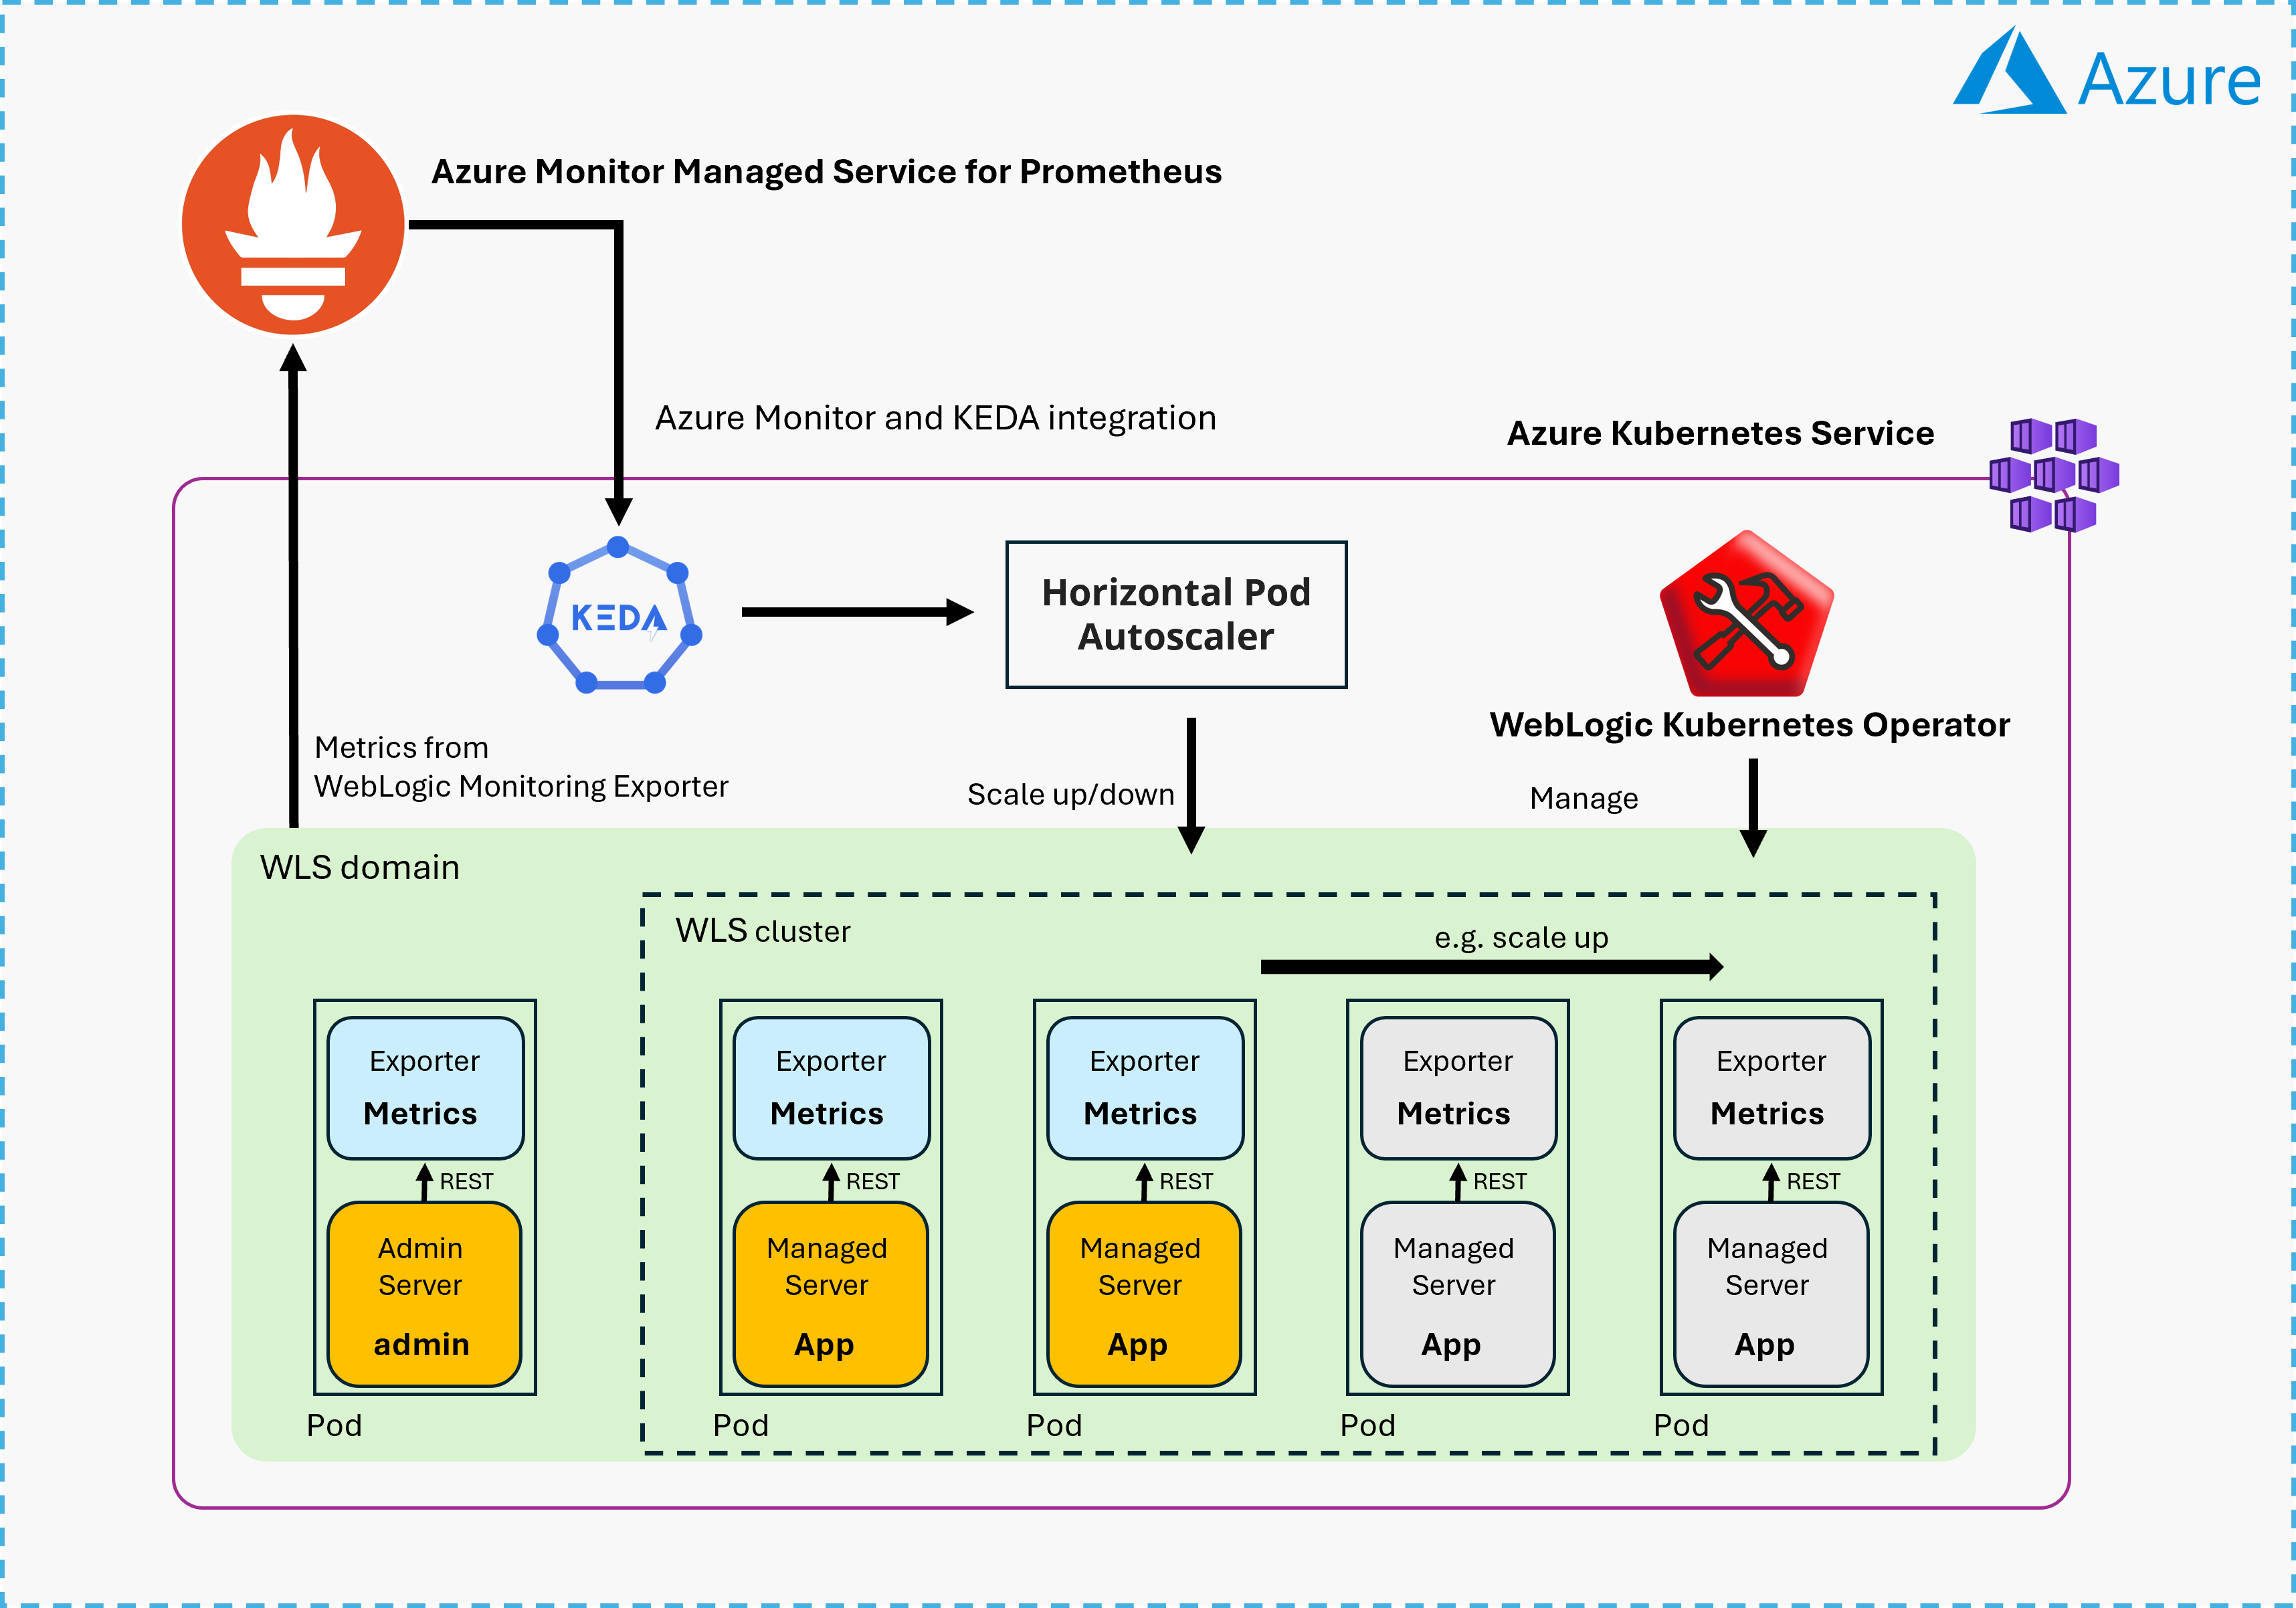 Azure
Azure Monitor Managed Service for Prometheus
Azure Monitor and KEDA integration
Azure Kubernetes Service
KEDA
Horizontal Pod
Autoscaler
WebLogic Kubernetes Operator
Metrics from
WebLogic Monitoring Exporter
Scale up/down
Manage
WLS domain
WLS cluster
e.g. scale up
Exporter
Metrics
REST
Admin
Server
admin
Pod
Exporter
Metrics
REST
Managed
Server
App
Pod
Exporter
Metrics
REST
Managed
Server
App
Pod
Exporter
Metrics
REST
Managed
Server
App
Pod
Exporter
Metrics
REST
Managed
Server
App
Pod